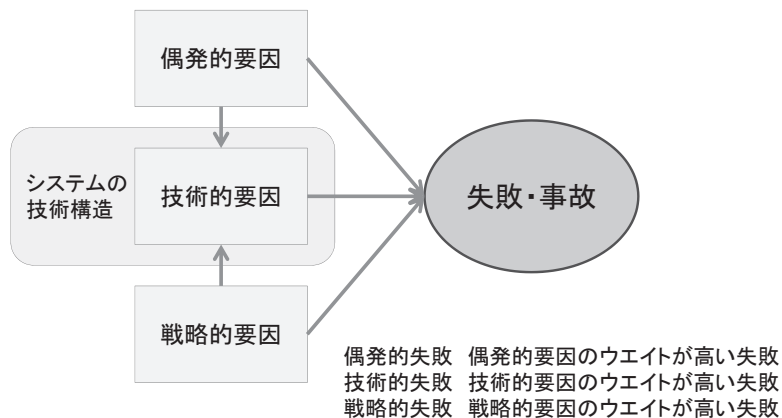 偶発的要因
システムの
技術構造
技術的要因
失敗・事故
戦略的要因
偶発的失敗 偶発的要因のウエイトが高い失敗
技術的失敗 技術的要因のウエイトが高い失敗
戦略的失敗 戦略的要因のウエイトが高い失敗